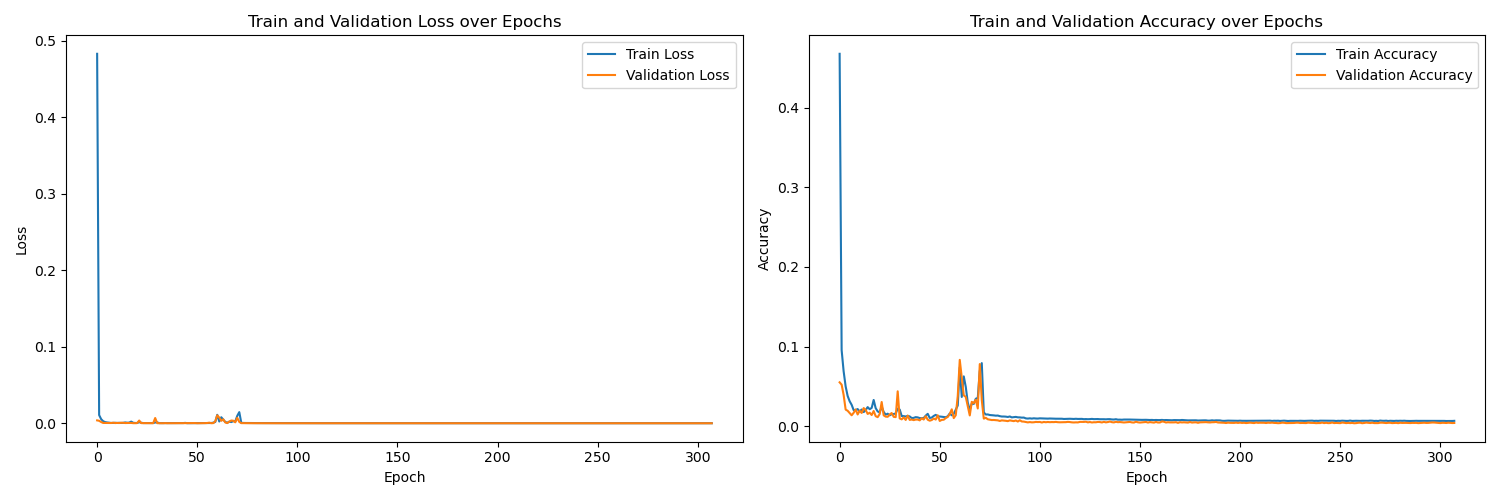 Train and Validation Loss over Epochs
Train Loss
Validation Loss
Loss
0.5
0.4
0.3
0.2
0.1
0.0
0 50 100 150 200 250 300
Epoch
Train and Validation Accuracy over Epochs
Train Accuracy
Validation Accuracy
Accuracy
0.4
0.3
0.2
0.1
0.0
0 50 100 150 200 250 300
Epoch